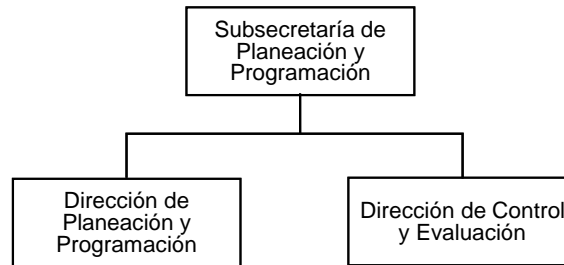 Subsecretaría de
Planeación y
Programación
Dirección de
Planeación y
Programación
Dirección de Control
y Evaluación